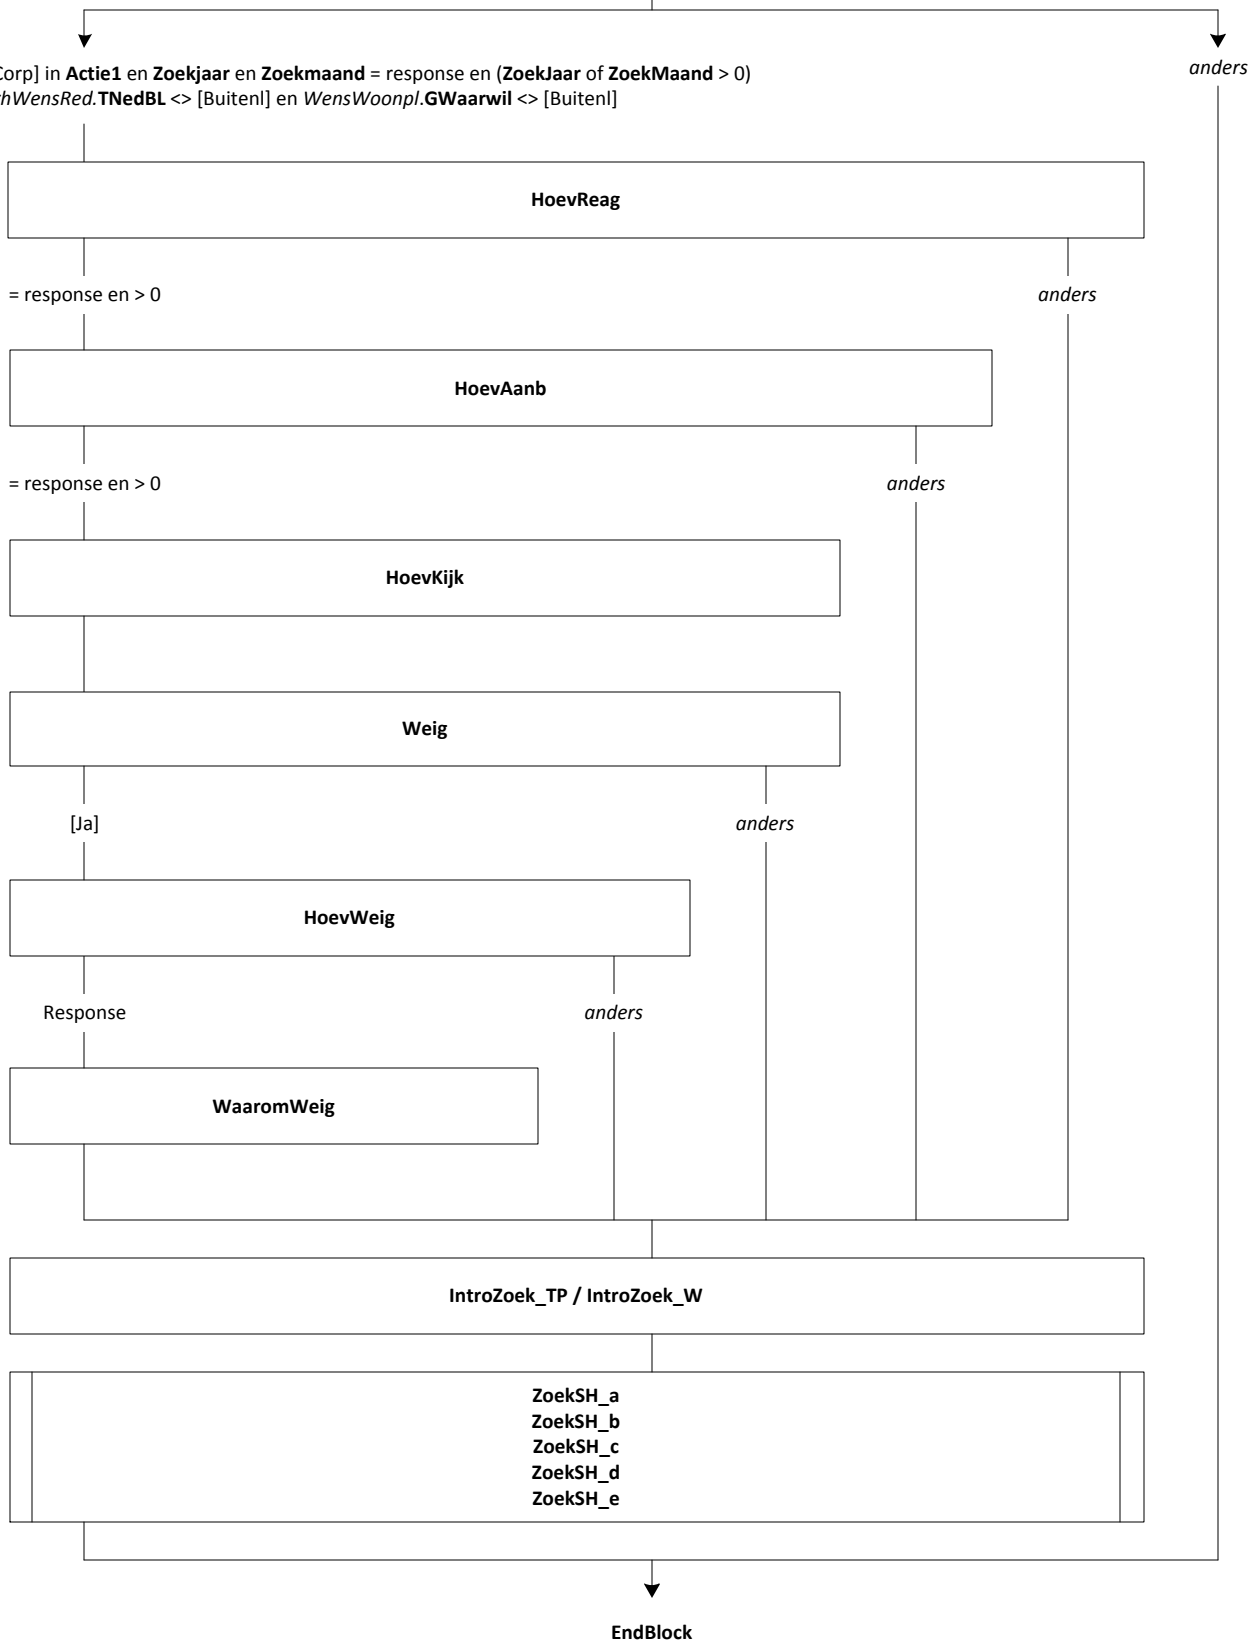 anders
Corp] in Actie1 en Zoekjaar en Zoekmaand = response en (ZoekJaar of ZoekMaand > 0)
hWensRed.TNedBL <> [Buitenl] en WensWoonpl.GWaarwil <> [Buitenl]
HoevReag
= response en > 0
anders
HoevAanb
= response en > 0
anders
HoevKijk
Weig
[Ja]
anders
HoevWeig
Response
anders
WaaromWeig
IntroZoek_TP / IntroZoek_W
ZoekSH_a
ZoekSH_b
ZoekSH_c
ZoekSH_d
ZoekSH_e
EndBlock